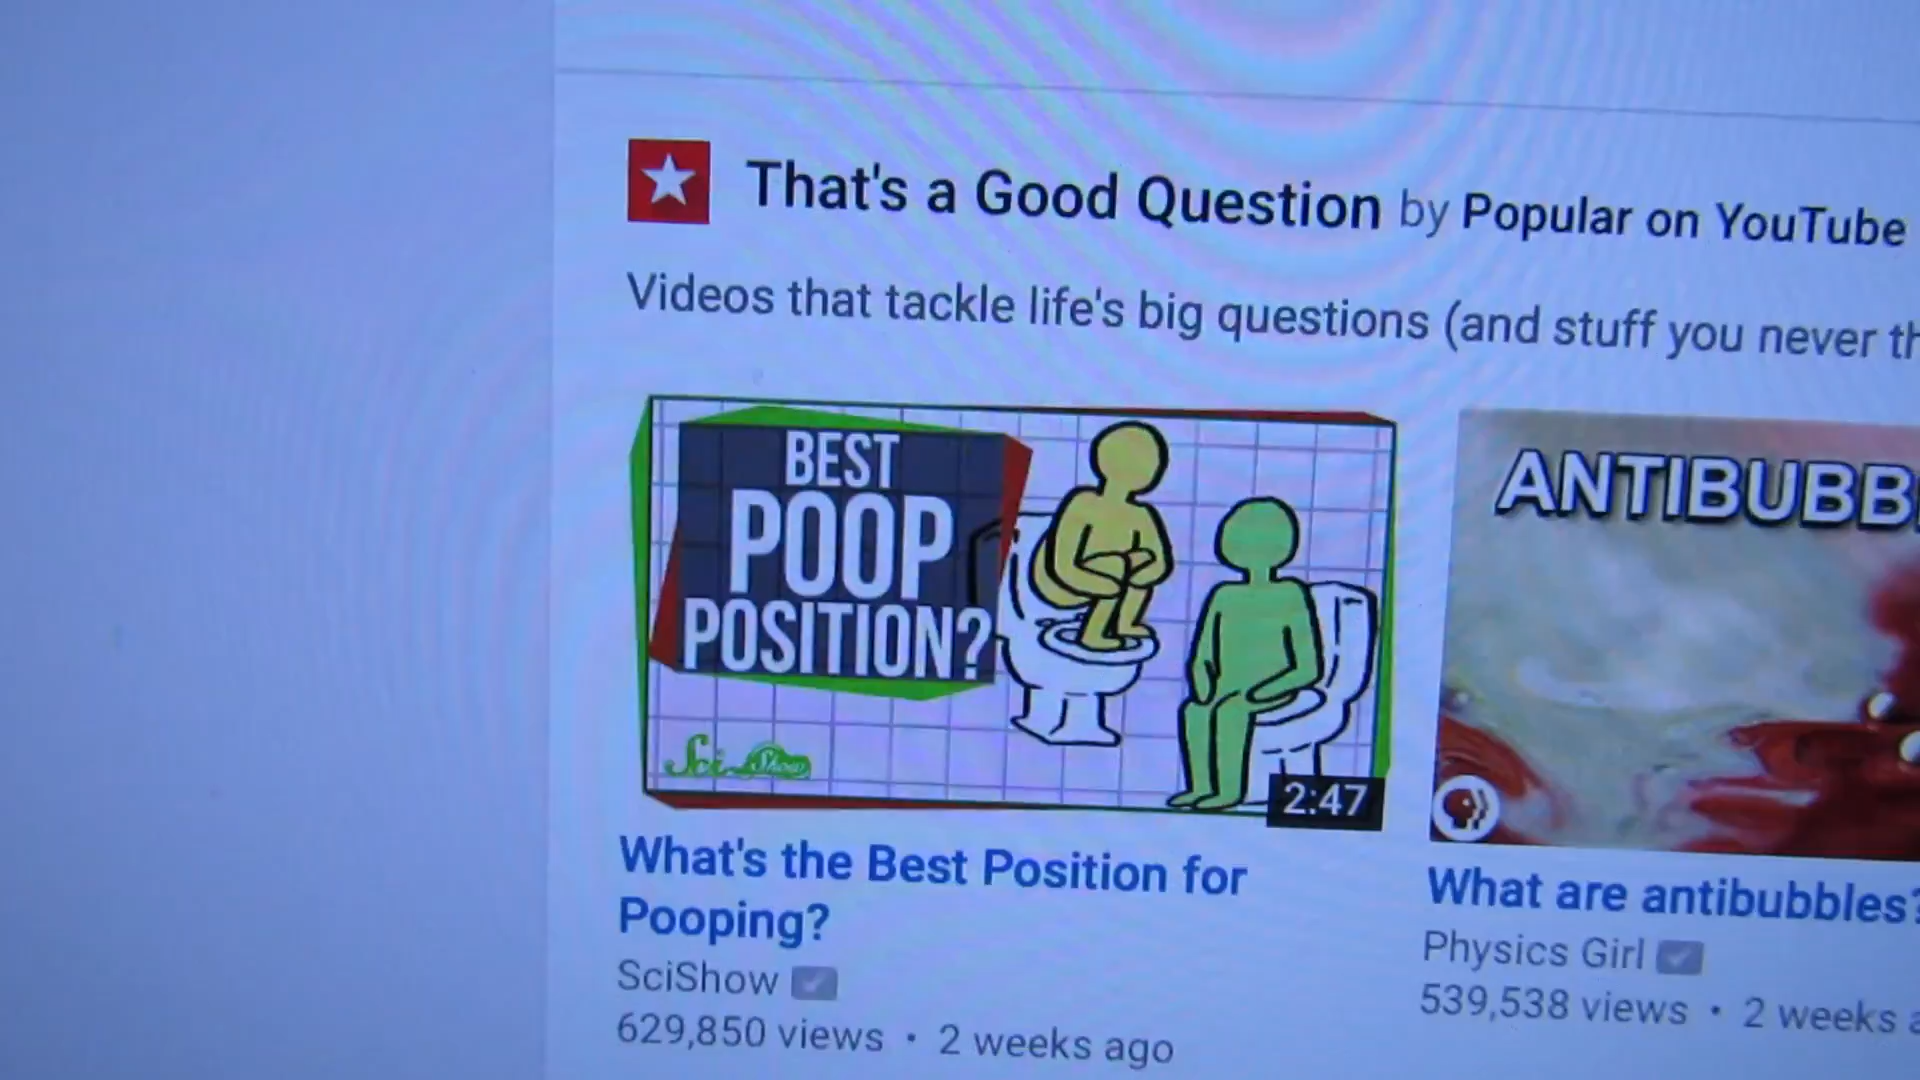 That's a Good Question by Popular on YouTube
Videos that tackle life's big questions (and stuff you never th
BEST
POOP
POSITION?
SciShow
2:47
ANTIBUBB
What's the Best Position for
Pooping?
SciShow
629,850 views • 2 weeks ago
What are antibubbles?
Physics Girl
539,538 views • 2 weeks a